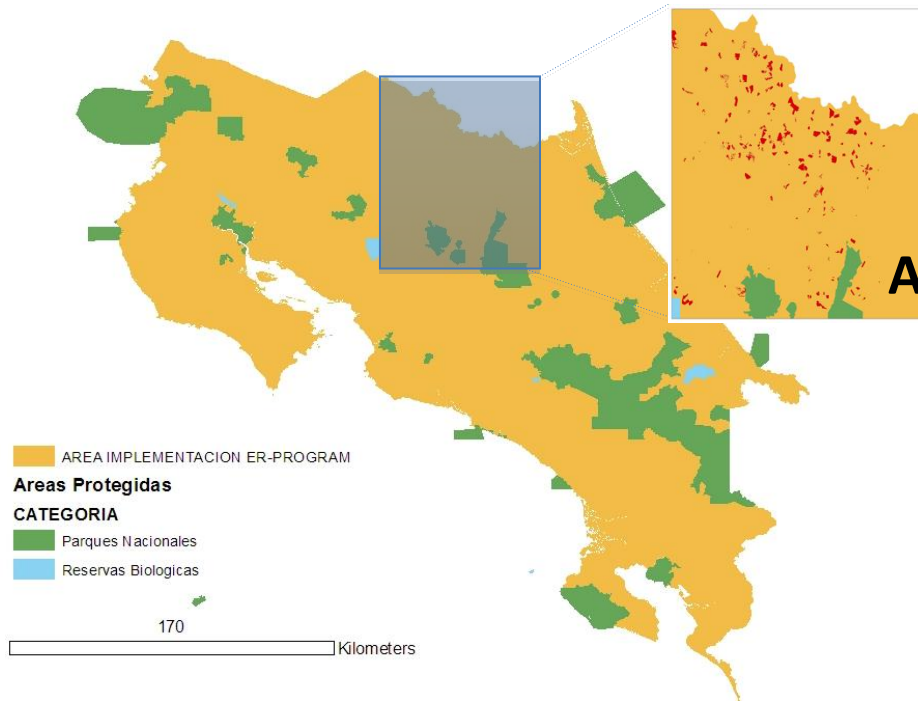 A
AREA IMPLEMENTACION ER-PROGRAM
Areas Protegidas
CATEGORIA
Parques Nacionales
Reservas Biologicas
170
Kilometers